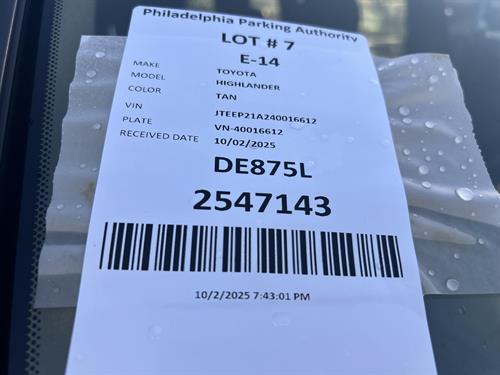 Philadelphia Parking Authority
LOT # 7
E-14
MAKE TOYOTA
MODEL HIGHLANDER
COLOR TAN
VIN JTEEP21A240016612
PLATE VN-40016612
RECEIVED DATE 10/02/2025
DE875L
2547143
10/2/2025 7:43:01 PM